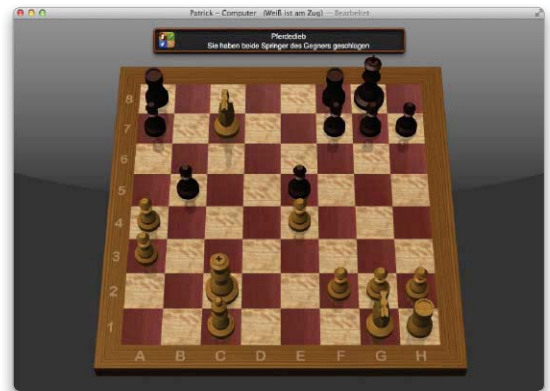 Patrick – Computer (Weiß ist am Zug) — Bearbeitet
Pferdedieb
Sie haben beide Springer des Gegners geschlagen
8
7
6
5
4
3
2
1
A B C D E F G H